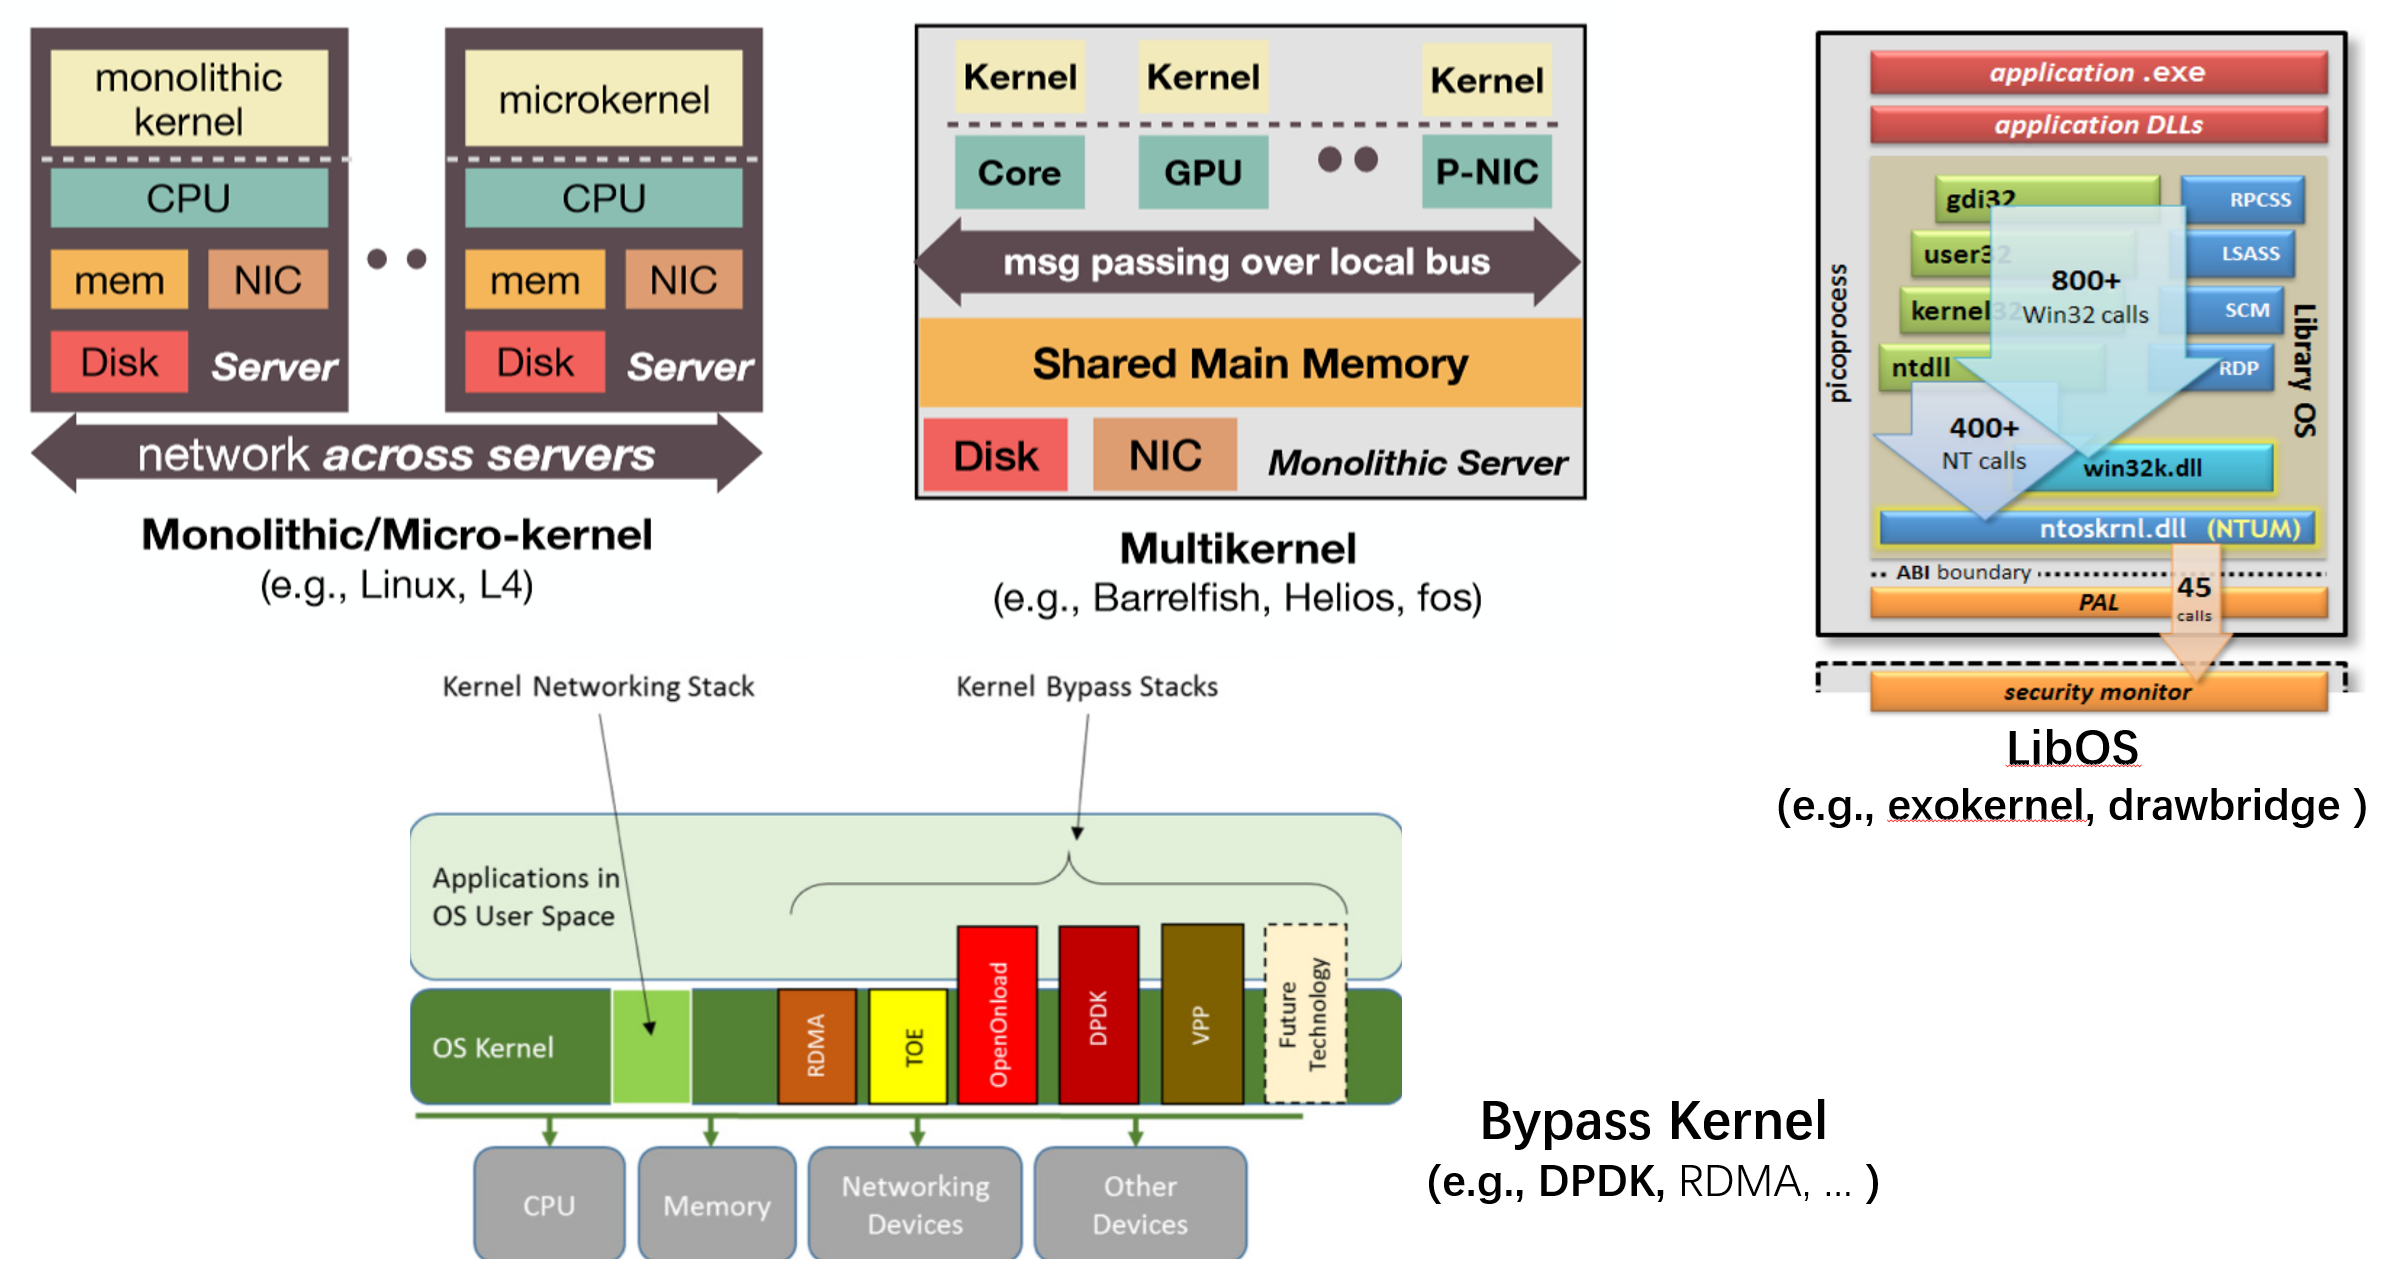 monolithic
kernel
CPU
mem
NIC
Disk
Server
microkernel
CPU
mem
NIC
Disk
Server
network across servers
Monolithic/Micro-kernel
(e.g., Linux, L4)
Kernel
Kernel
Kernel
Core
GPU
P-NIC
msg passing over local bus
Shared Main Memory
Disk
NIC
Monolithic Server
Multikernel
(e.g., Barrelfish, Helios, fos)
application .exe
application DLLs
picoprocess
gdi32
user32
kernel32
ntdll
800+
Win32 calls
RPCSS
LSASS
SCM
RDP
Library OS
400+
NT calls
win32k.dll
ntoskrnl.dll (NTUM)
ABI boundary
PAL
45
calls
security monitor
LibOS
(e.g., exokernel, drawbridge )
Kernel Networking Stack
Kernel Bypass Stacks
Applications in
OS User Space
OS Kernel
RDMA
TOE
OpenOnload
DPDK
VPP
Future
Technology
CPU
Memory
Networking
Devices
Other
Devices
Bypass Kernel
(e.g., DPDK, RDMA, ... )